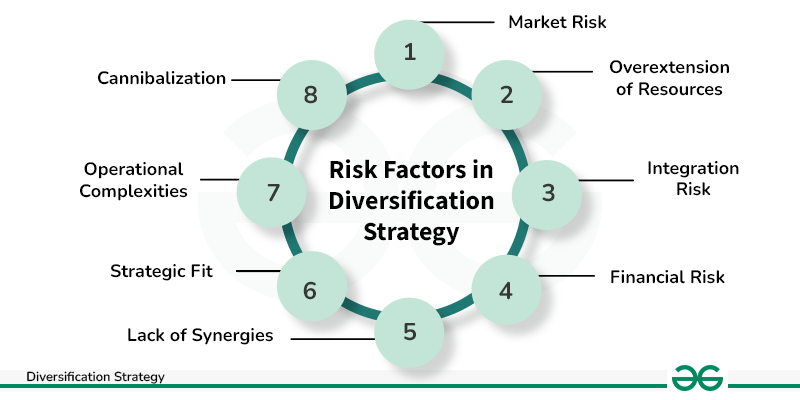 1
Market Risk
2
Overextension
of Resources
3
Integration
Risk
4
Financial Risk
5
Lack of Synergies
6
Strategic Fit
7
Operational
Complexities
8
Cannibalization
Risk Factors in
Diversification
Strategy
Diversification Strategy